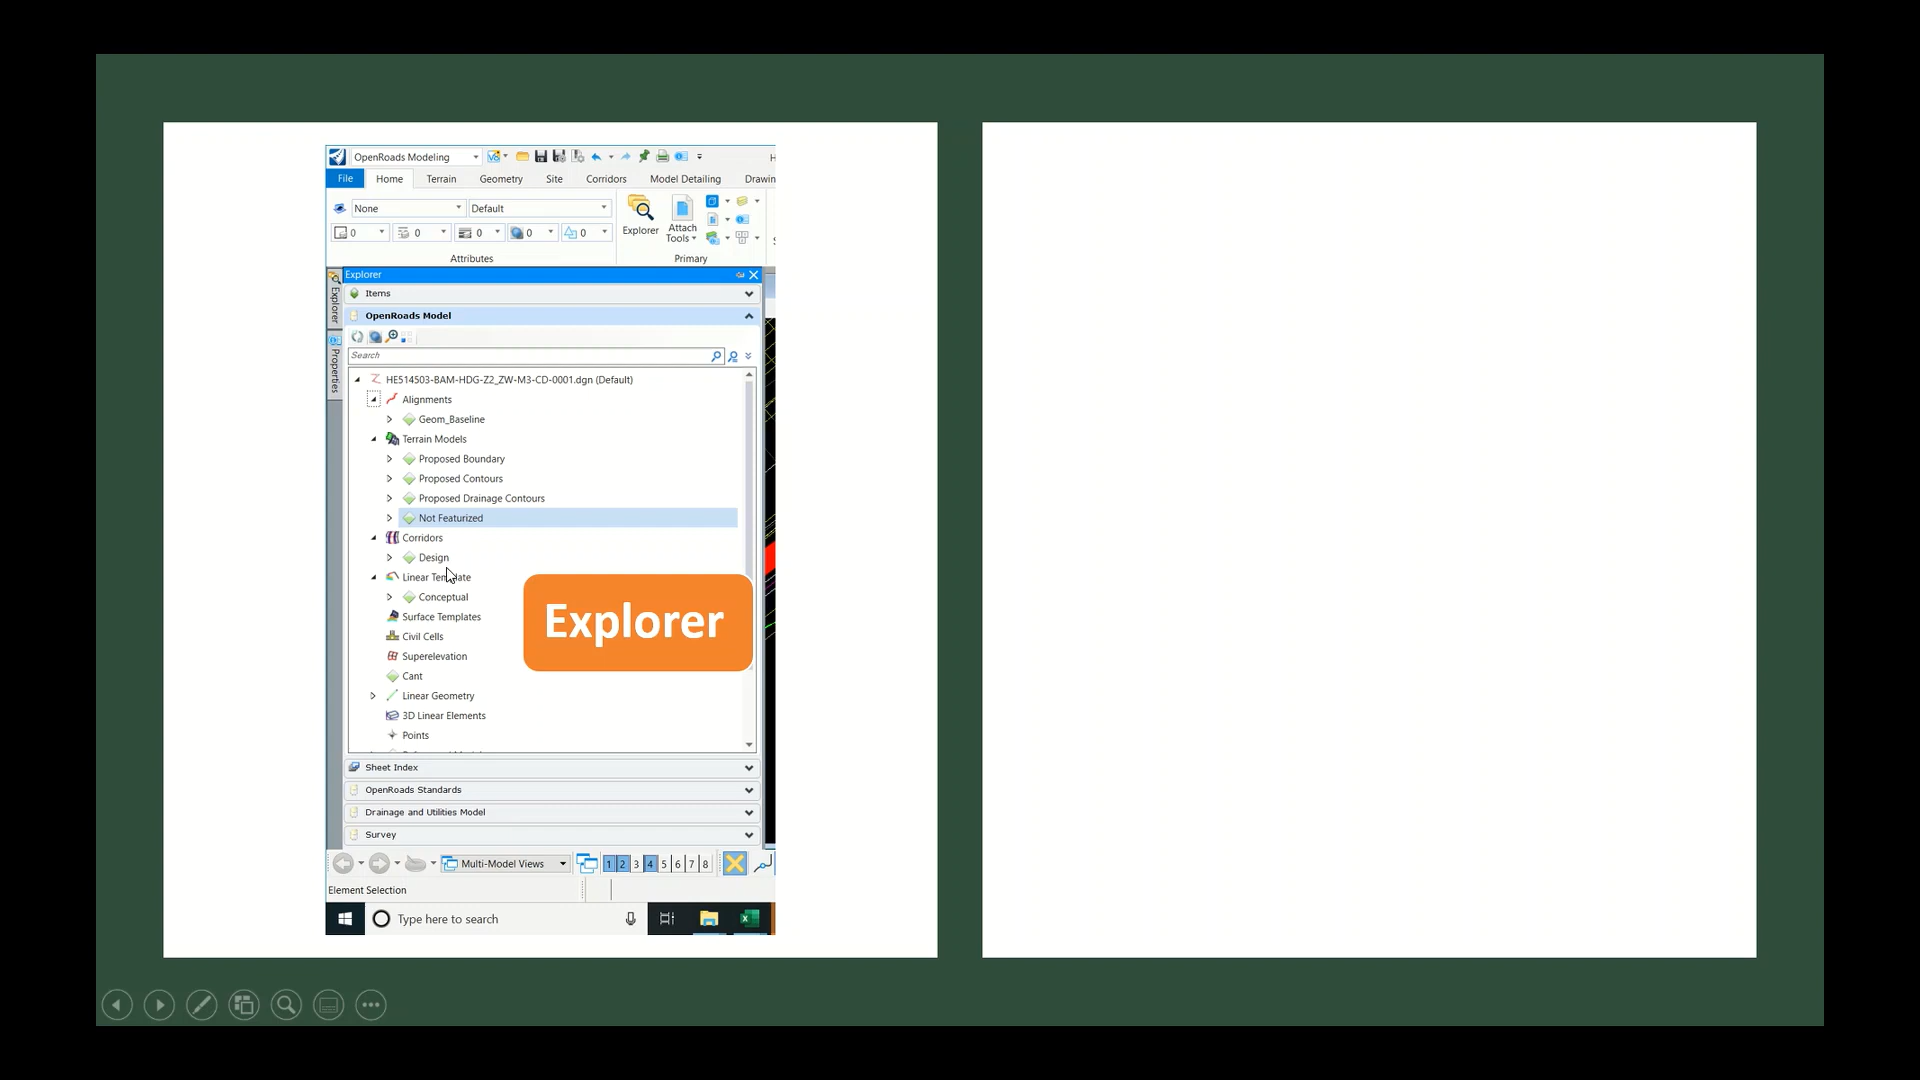 OpenRoads Modeling
File Home Terrain Geometry Site Corridors Model Detailing Drawin
None Default
0 0 0 0 0
Explorer
Attach
Tools
Attributes Primary
Explorer
Explorer
Properties
Items
OpenRoads Model
Search
HE514503-BAM-HDG-Z2_ZW-M3-CD-0001.dgn (Default)
Alignments
Geom_Baseline
Terrain Models
Proposed Boundary
Proposed Contours
Proposed Drainage Contours
Not Featurized
Corridors
Design
Linear Template
Conceptual
Surface Templates
Civil Cells
Superelevation
Cant
Linear Geometry
3D Linear Elements
Points
Explorer
Sheet Index
OpenRoads Standards
Drainage and Utilities Model
Survey
Multi-Model Views 1 2 3 4 5 6 7 8
Element Selection
Type here to search